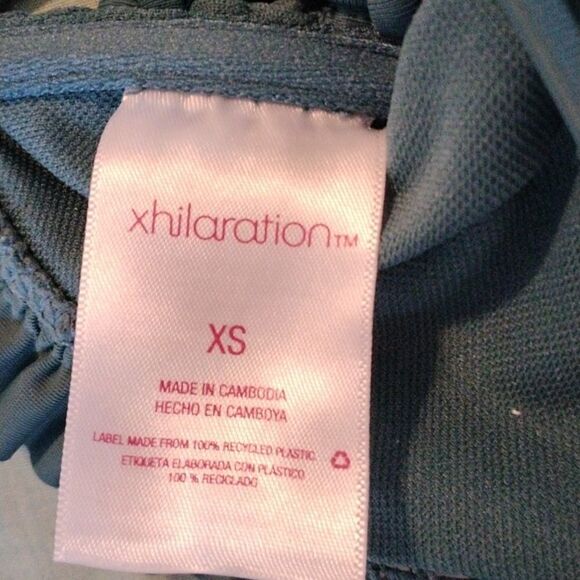 xhilaration™
XS
MADE IN CAMBODIA
HECHO EN CAMBOYA
LABEL MADE FROM 100% RECYCLED PLASTIC.
ETIQUETA ELABORADA CON PLÁSTICO
100 % RECICLADO